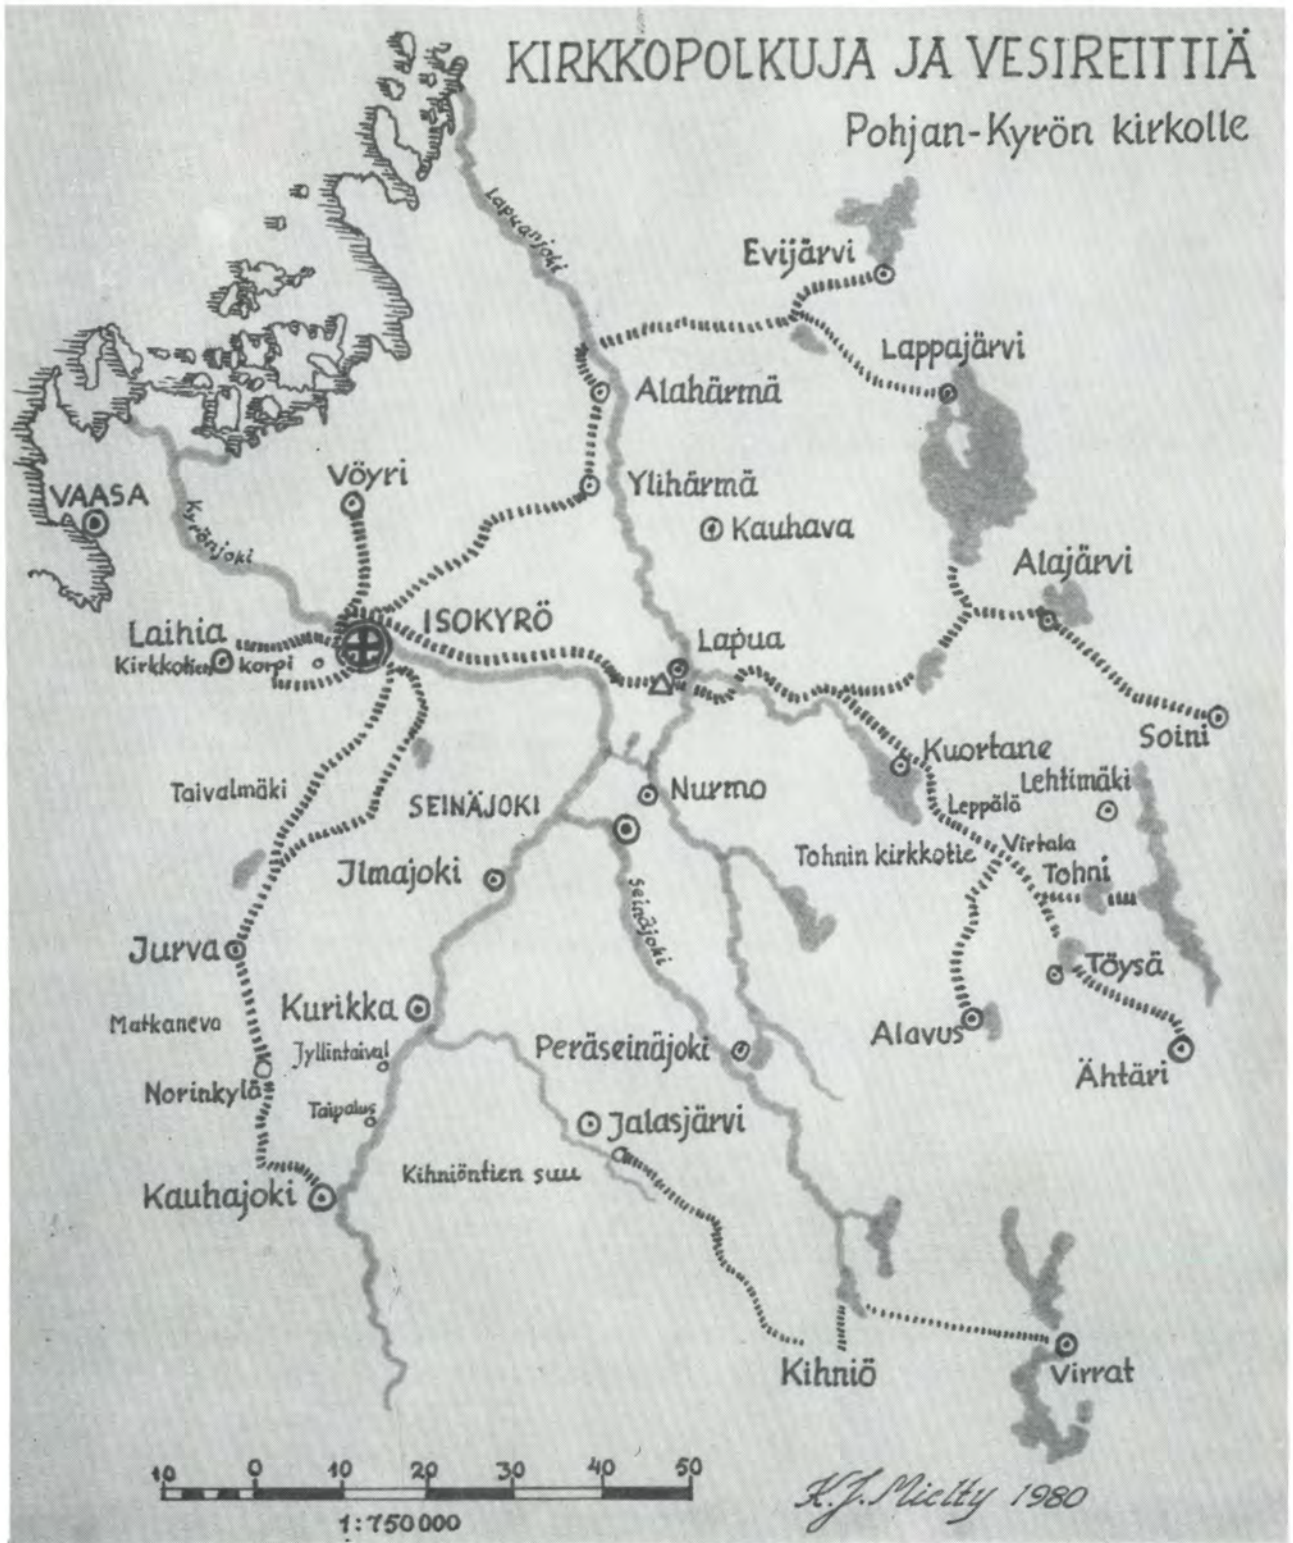 KIRKKOPOLKUJA JA VESIREITTIÄ
Pohjan-Kyrön kirkolle
Lapuanjoki
Evijärvi
Lappajärvi
Alahärmä
Vöyri
Ylihärmä
VAASA
Kauhava
Kyrönjoki
Alajärvi
ISOKYRÖ
Laihia
Lapua
Kirkkotien korpi
Soini
Kuortane
Lehtimäki
Taivalmäki
SEINÄJOKI
Nurmo
Leppälä
Virtala
Tohnin kirkkotie
Ilmajoki
Tohni
Seinäjoki
Jurva
Töysä
Kurikka
Matkaneva
Alavus
Jyllintaival
Peräseinäjoki
Ähtäri
Norinkylä
Taipalus
Jalasjärvi
Kihniöntien suu
Kauhajoki
Kihniö
Virrat
10 0 10 20 30 40 50
1:750000
K.J. Mietty 1980